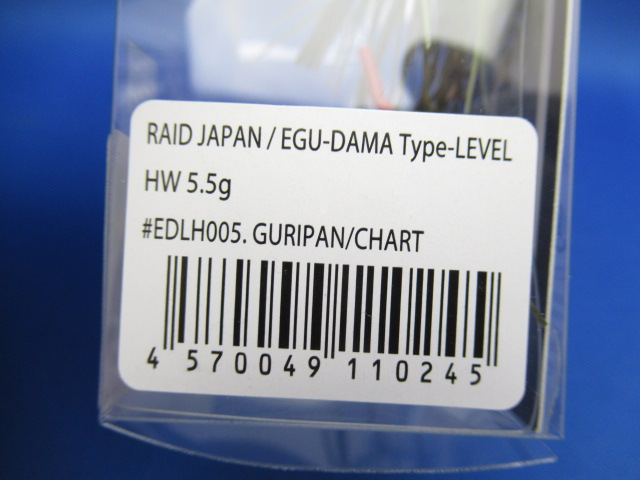 RAID JAPAN / EGU-DAMA Type-LEVEL
HW 5.5g
#EDLH005. GURIPAN/CHART
4 570049 110245